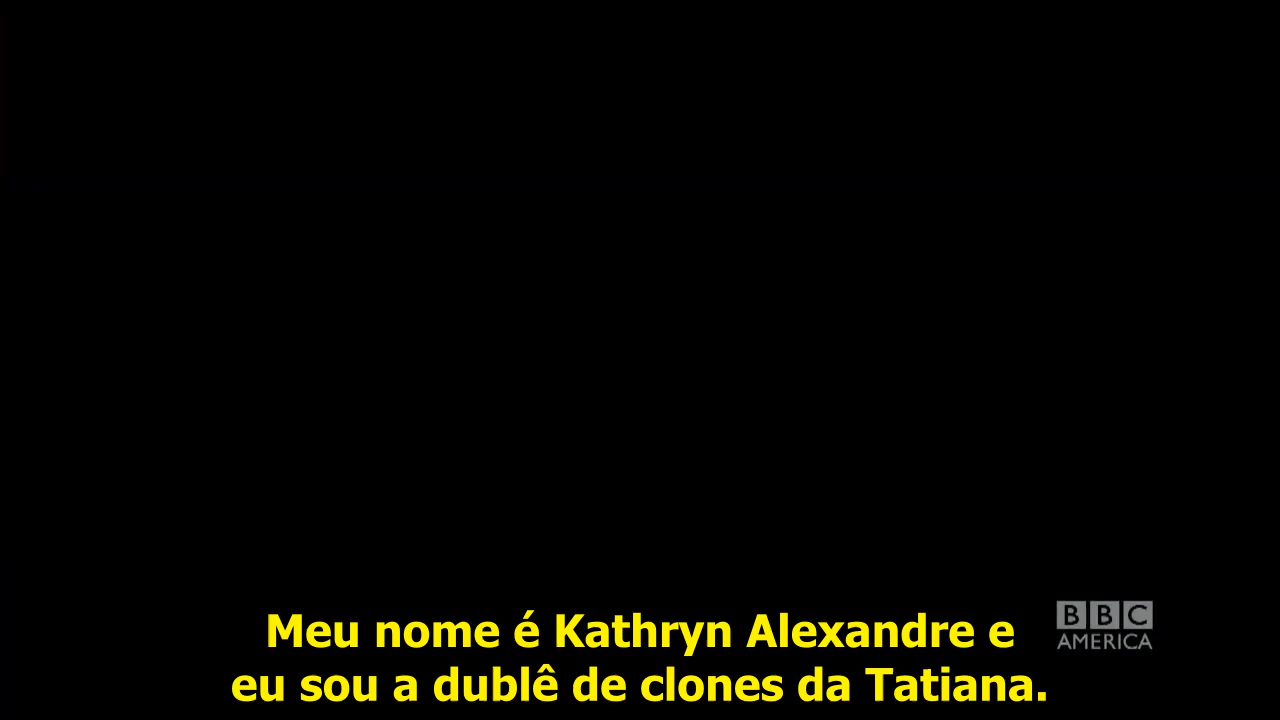 Meu nome é Kathryn Alexandre e
eu sou a dublê de clones da Tatiana.
BBC
AMERICA